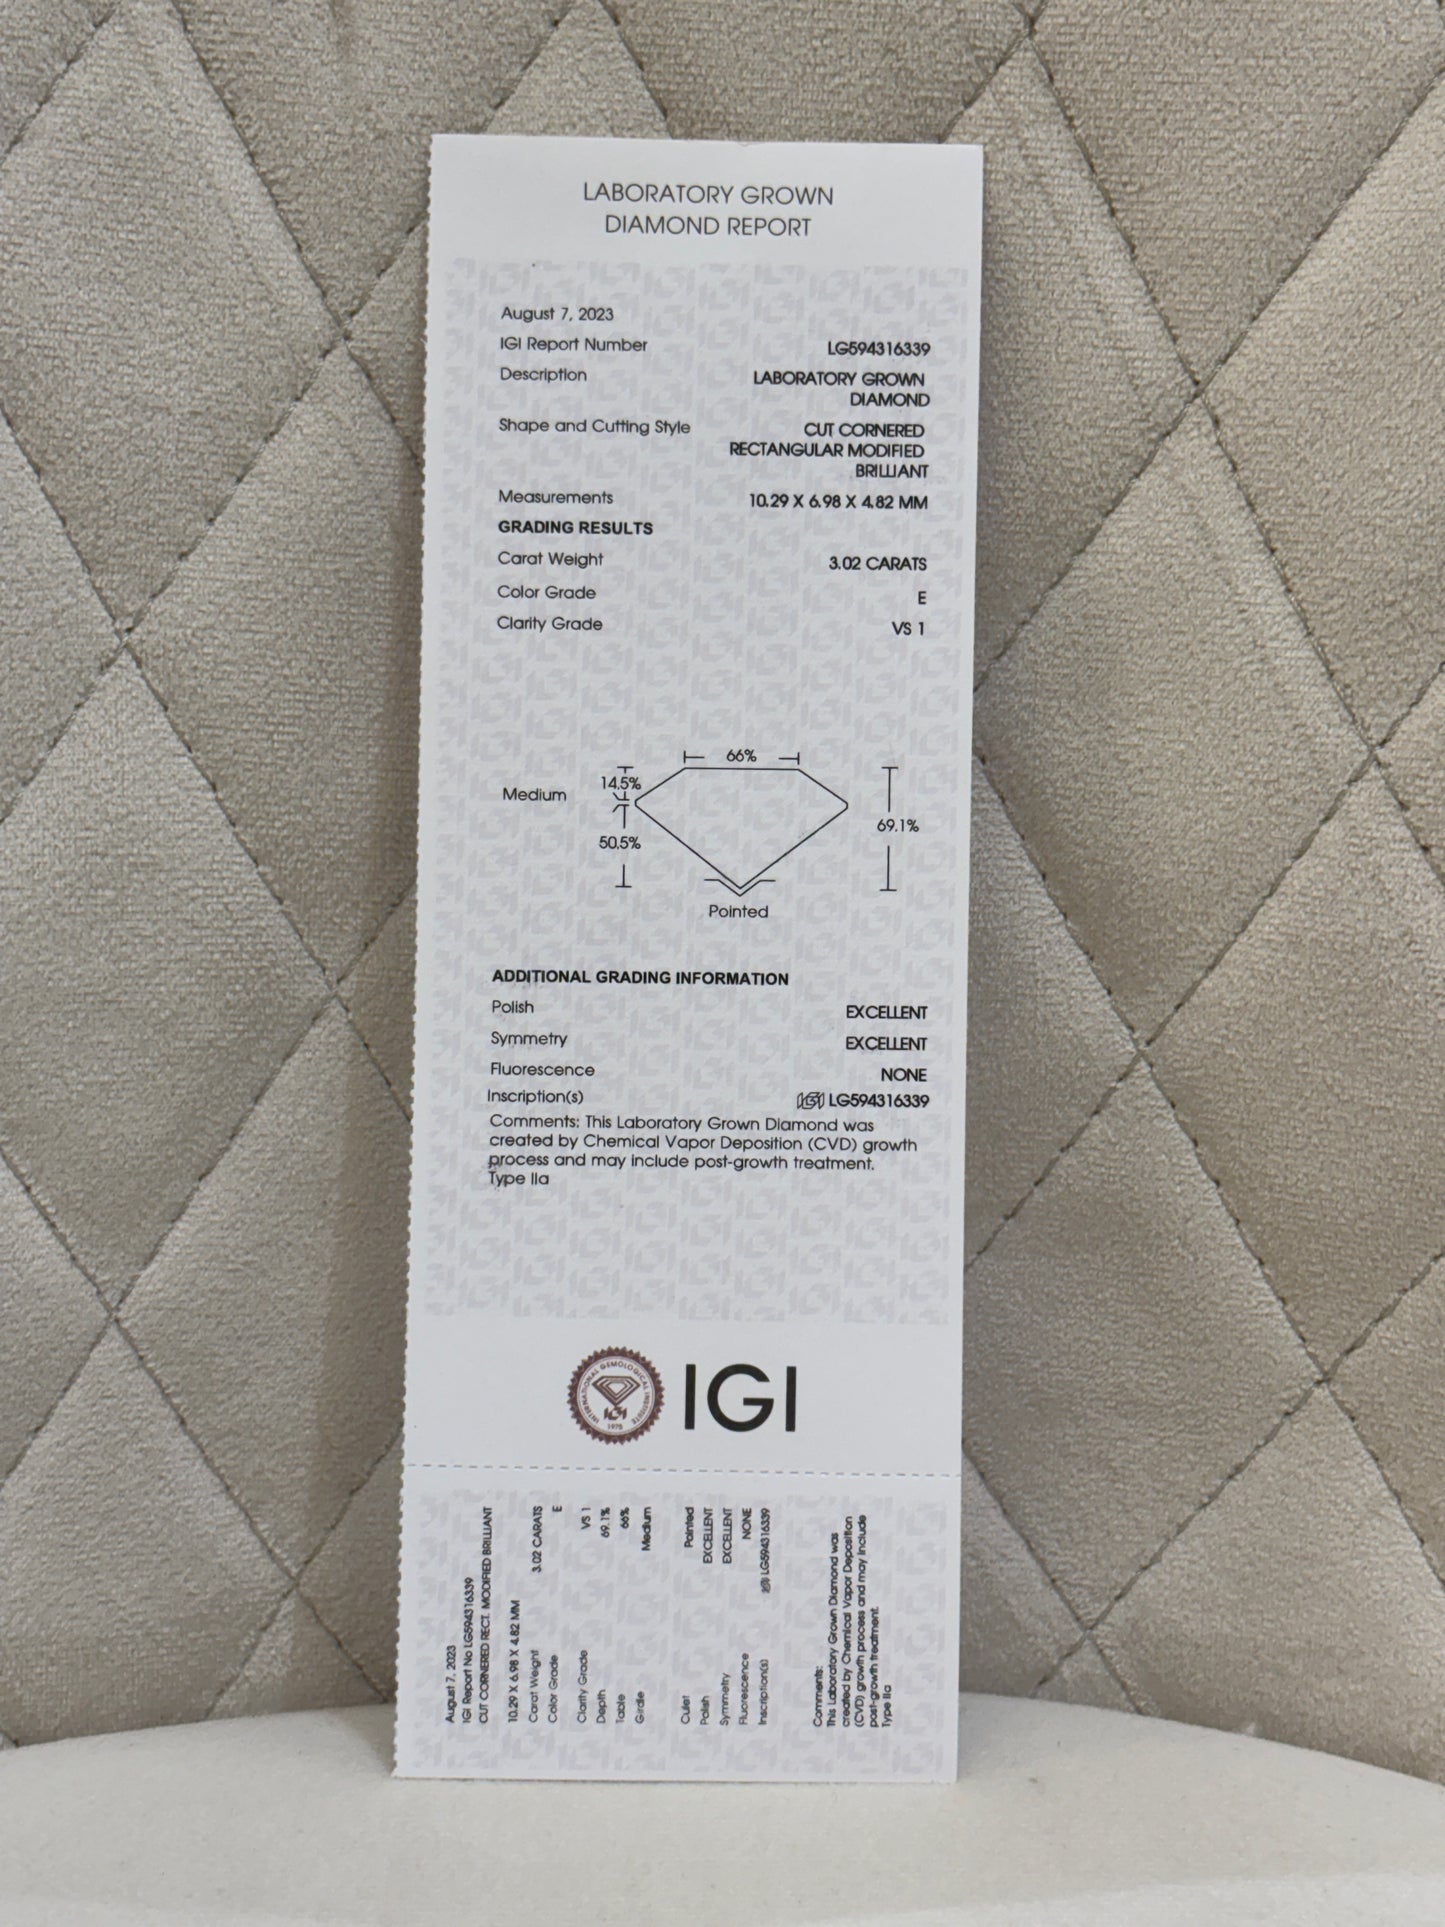 LABORATORY GROWN
DIAMOND REPORT
August 7, 2023
IGI Report Number LG594316339
Description LABORATORY GROWN
DIAMOND
Shape and Cutting Style CUT CORNERED
RECTANGULAR MODIFIED
BRILLIANT
Measurements 10.29 X 6.98 X 4.82 MM
GRADING RESULTS
Carat Weight 3.02 CARATS
Color Grade E
Clarity Grade VS 1
66%
14.5%
Medium
69.1%
50.5%
Pointed
ADDITIONAL GRADING INFORMATION
Polish EXCELLENT
Symmetry EXCELLENT
Fluorescence NONE
Inscription(s) IGI LG594316339
Comments: This Laboratory Grown Diamond was
created by Chemical Vapor Deposition (CVD) growth
process and may include post-growth treatment.
Type IIa
INTERNATIONAL GEMOLOGICAL INSTITUTE
IGI
1975
IGI
August 7, 2023
IGI Report No LG594316339
CUT CORNERED RECT. MODIFIED BRILLIANT
10.29 X 6.98 X 4.82 MM
Carat Weight 3.02 CARATS
Color Grade E
Clarity Grade VS 1
Depth 69.1%
Table 66%
Girdle Medium
Culet Pointed
Polish EXCELLENT
Symmetry EXCELLENT
Fluorescence NONE
Inscription(s) IGI LG594316339
Comments:
This Laboratory Grown Diamond was
created by Chemical Vapor Deposition
(CVD) growth process and may include
post-growth treatment.
Type IIa